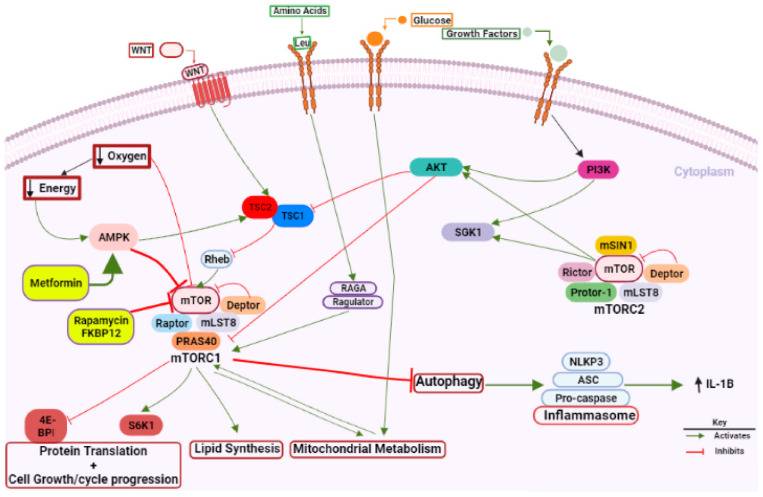 Amino Acids
Glucose
WNT
Leu
Growth Factors
WNT
Oxygen
AKT
PI3K
Cytoplasm
Energy
TSC2
TSC1
AMPK
SGK1
mSIN1
Rheb
Rictor
mTOR
Deptor
Metformin
RAGA
Ragulator
Protor-1
mLST8
mTORC2
mTOR
Deptor
Rapamycin
FKBP12
Raptor
mLST8
PRAS40
mTORC1
NLKP3
Autophagy
ASC
IL-1B
Pro-caspase
Inflammasome
4E-
BPI
S6K1
Key
Activates
Inhibits
Protein Translation
+
Cell Growth/cycle progression
Lipid Synthesis
Mitochondrial Metabolism